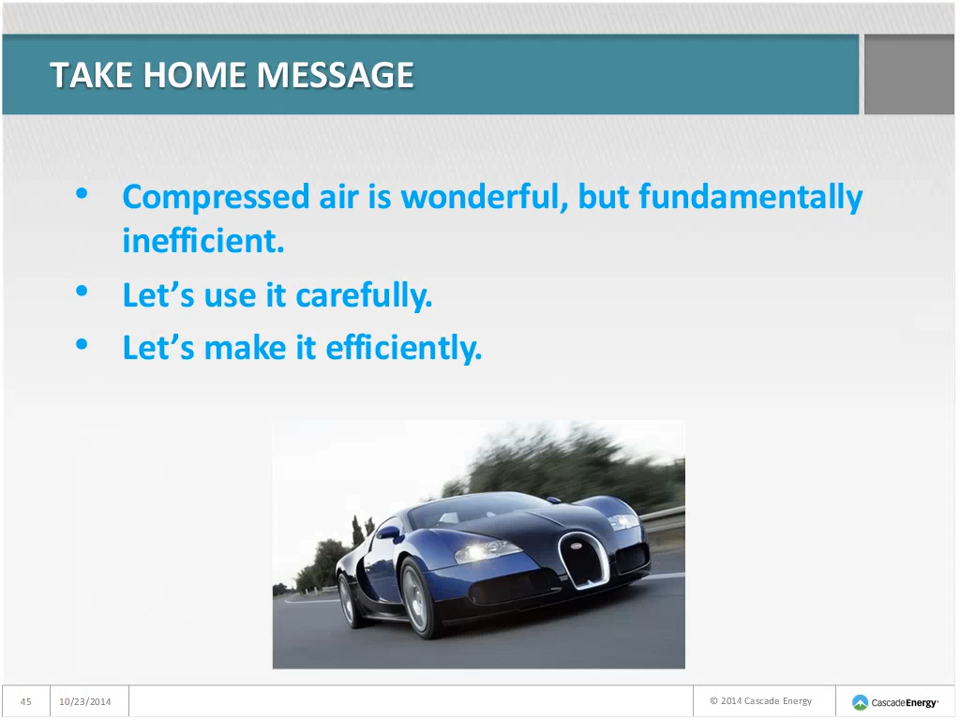 TAKE HOME MESSAGE
• Compressed air is wonderful, but fundamentally
inefficient.
• Let’s use it carefully.
• Let’s make it efficiently.
45
10/23/2014
© 2014 Cascade Energy
CascadeEnergy